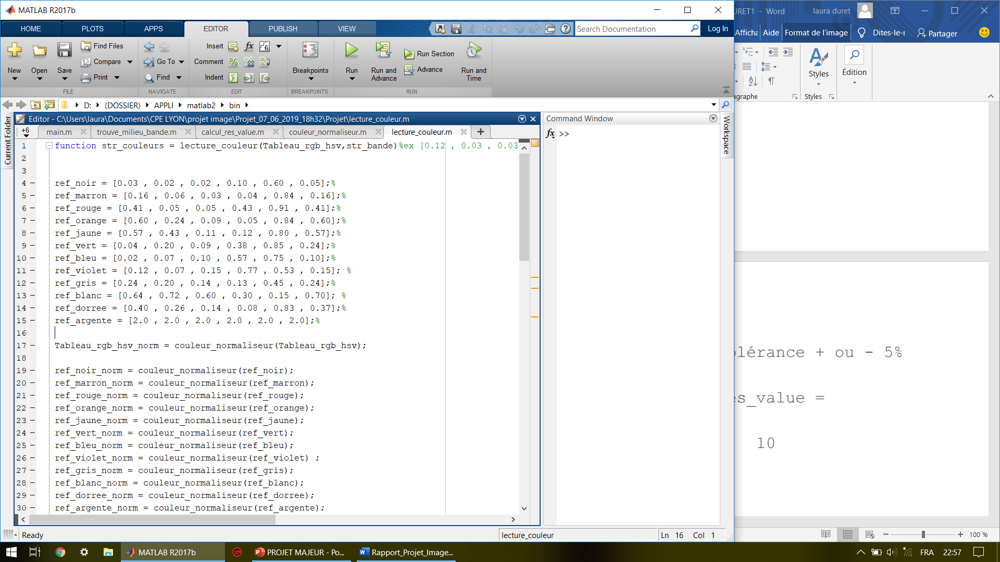 MATLAB R2017b
JRET1 - Word
laura duret
HOME
PLOTS
APPS
EDITOR
PUBLISH
VIEW
Search Documentation
Log In
Afficha
Aide
Format de l'image
Dites-le-
Partager
New
Open
Save
Find Files
Compare
Print
FILE
Go To
Find
NAVIGATE
Insert
Comment
Indent
EDIT
Breakpoints
BREAKPOINTS
Run
Run and Advance
Run Section
Advance
Run and Time
RUN
Styles
Édition
agraphe
Styles
D: ▸ (DOSSIER) ▸ APPLI ▸ matlab2 ▸ bin ▸
Current Folder
Editor - C:\Users\laura\Documents\CPE LYON\projet image\Projet_07_06_2019_18h32\Projet\lecture_couleur.m
Command Window
Workspace
+6
main.m
trouve_milieu_bande.m
calcul_res_value.m
couleur_normaliseur.m
lecture_couleur.m
fx >>
1 function str_couleurs = lecture_couleur(Tableau_rgb_hsv,str_bande)%ex [0.12 , 0.03 , 0.03
2
3
4 – ref_noir = [0.03 , 0.02 , 0.02 , 0.10 , 0.60 , 0.05];%
5 – ref_marron = [0.16 , 0.06 , 0.03 , 0.04 , 0.84 , 0.16];%
6 – ref_rouge = [0.41 , 0.05 , 0.05 , 0.43 , 0.91 , 0.41];%
7 – ref_orange = [0.60 , 0.24 , 0.09 , 0.05 , 0.84 , 0.60];%
8 – ref_jaune = [0.57 , 0.43 , 0.11 , 0.12 , 0.80 , 0.57];%
9 – ref_vert = [0.04 , 0.20 , 0.09 , 0.38 , 0.85 , 0.24];%
10 – ref_bleu = [0.02 , 0.07 , 0.10 , 0.57 , 0.75 , 0.10];%
11 – ref_violet = [0.12 , 0.07 , 0.15 , 0.77 , 0.53 , 0.15]; %
12 – ref_gris = [0.24 , 0.20 , 0.14 , 0.13 , 0.45 , 0.24];%
13 – ref_blanc = [0.64 , 0.72 , 0.60 , 0.30 , 0.15 , 0.70]; %
14 – ref_dorree = [0.40 , 0.26 , 0.14 , 0.08 , 0.83 , 0.37];%
15 – ref_argente = [2.0 , 2.0 , 2.0 , 2.0 , 2.0 , 2.0];%
16
17 – Tableau_rgb_hsv_norm = couleur_normaliseur(Tableau_rgb_hsv);
18
19 – ref_noir_norm = couleur_normaliseur(ref_noir);
20 – ref_marron_norm = couleur_normaliseur(ref_marron);
21 – ref_rouge_norm = couleur_normaliseur(ref_rouge);
22 – ref_orange_norm = couleur_normaliseur(ref_orange);
23 – ref_jaune_norm = couleur_normaliseur(ref_jaune);
24 – ref_vert_norm = couleur_normaliseur(ref_vert);
25 – ref_bleu_norm = couleur_normaliseur(ref_bleu);
26 – ref_violet_norm = couleur_normaliseur(ref_violet) ;
27 – ref_gris_norm = couleur_normaliseur(ref_gris);
28 – ref_blanc_norm = couleur_normaliseur(ref_blanc);
29 – ref_dorree_norm = couleur_normaliseur(ref_dorree);
30 – ref_argente_norm = couleur_normaliseur(ref_argente);
olérance + ou - 5%
es_value =
10
Ready
lecture_couleur
Ln 16 Col 1
100 %
MATLAB R2017b
PROJET MAJEUR - Po...
Rapport_Projet_Image...
FRA
22:57